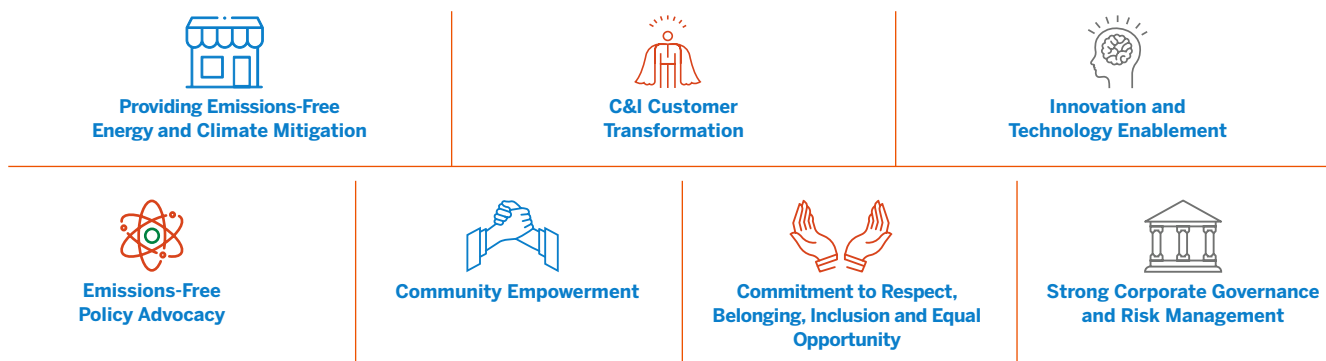 Providing Emissions-Free
Energy and Climate Mitigation
C&I Customer
Transformation
Innovation and
Technology Enablement
Emissions-Free
Policy Advocacy
Community Empowerment
Commitment to Respect,
Belonging, Inclusion and Equal
Opportunity
Strong Corporate Governance
and Risk Management